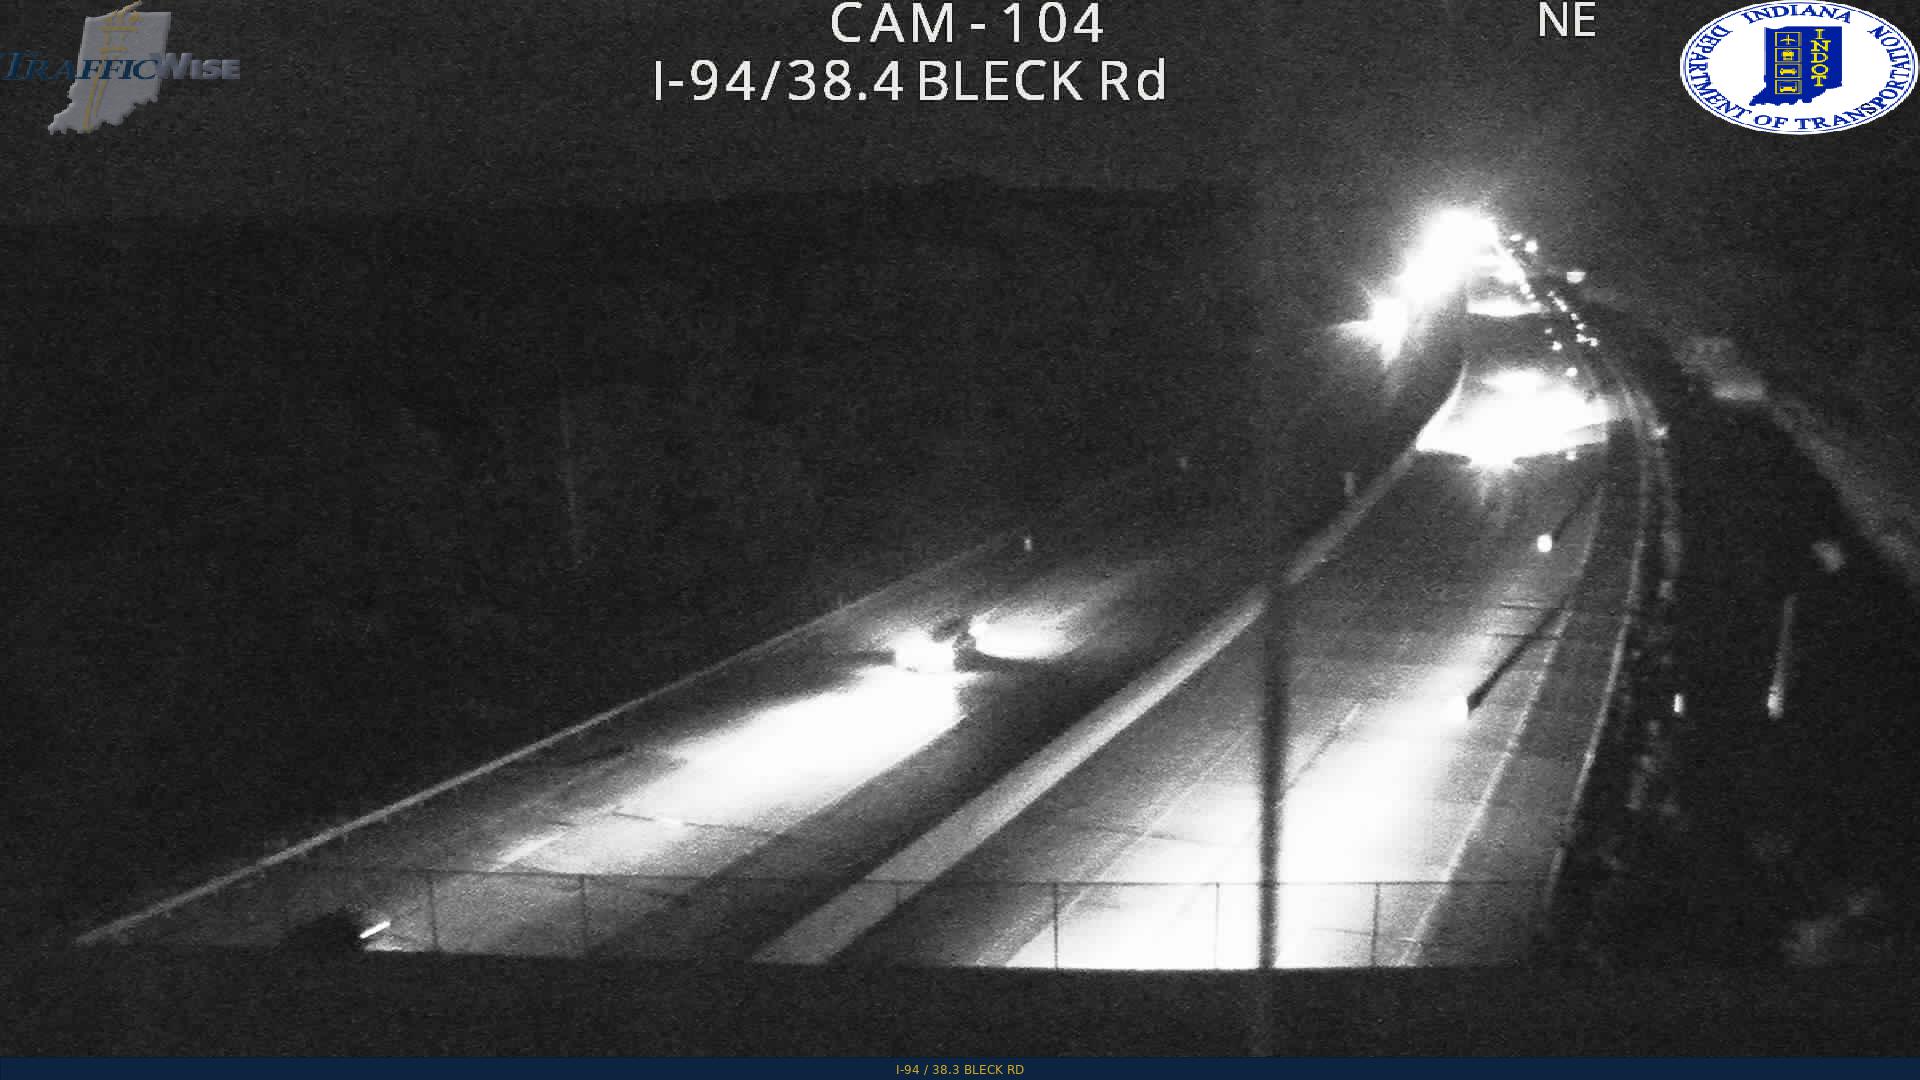 CAM-104
I-94/38.4 BLECK Rd
NE
TRAFFICWISE
INDIANA
DEPARTMENT OF TRANSPORTATION
INDOT
I-94 / 38.3 BLECK RD